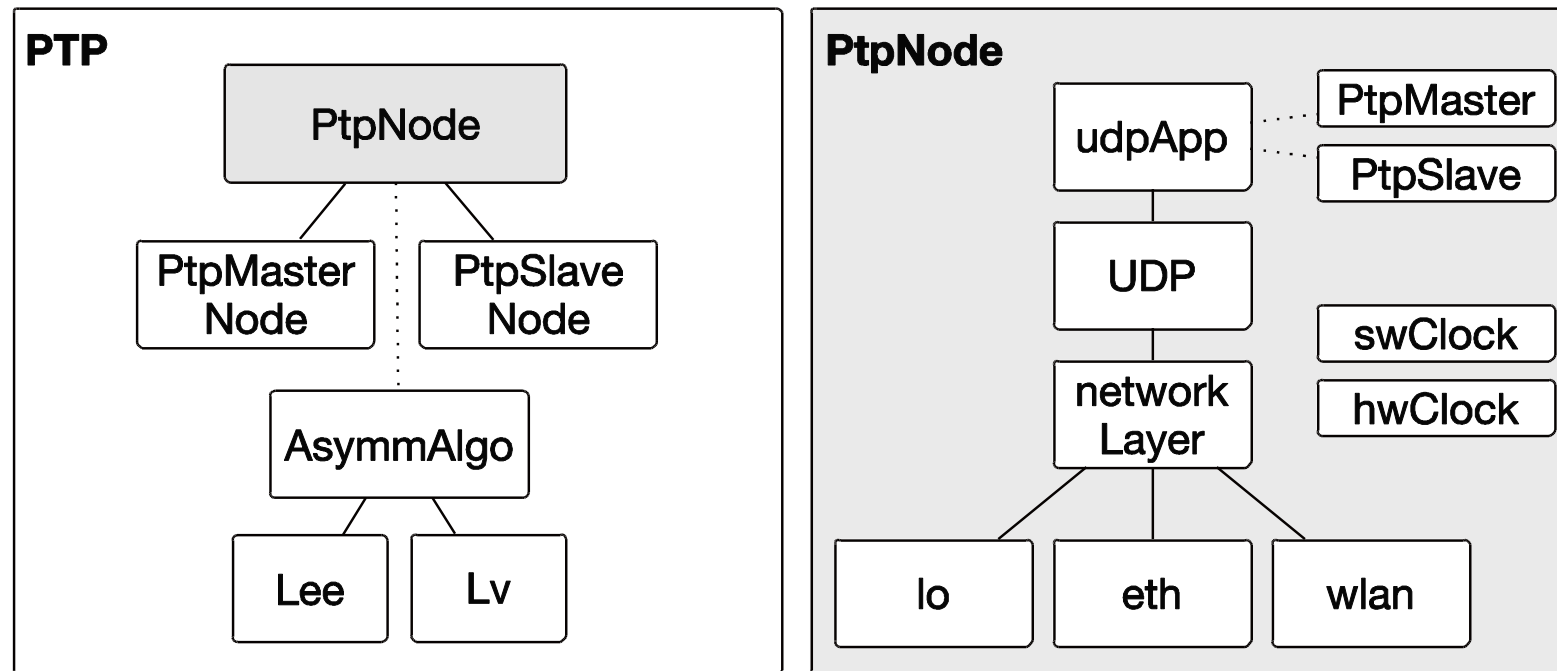 PTP
PtpNode
PtpMaster
Node
PtpSlave
Node
AsymmAlgo
Lee
Lv
PtpNode
udpApp
PtpMaster
PtpSlave
UDP
swClock
network
Layer
hwClock
lo
eth
wlan